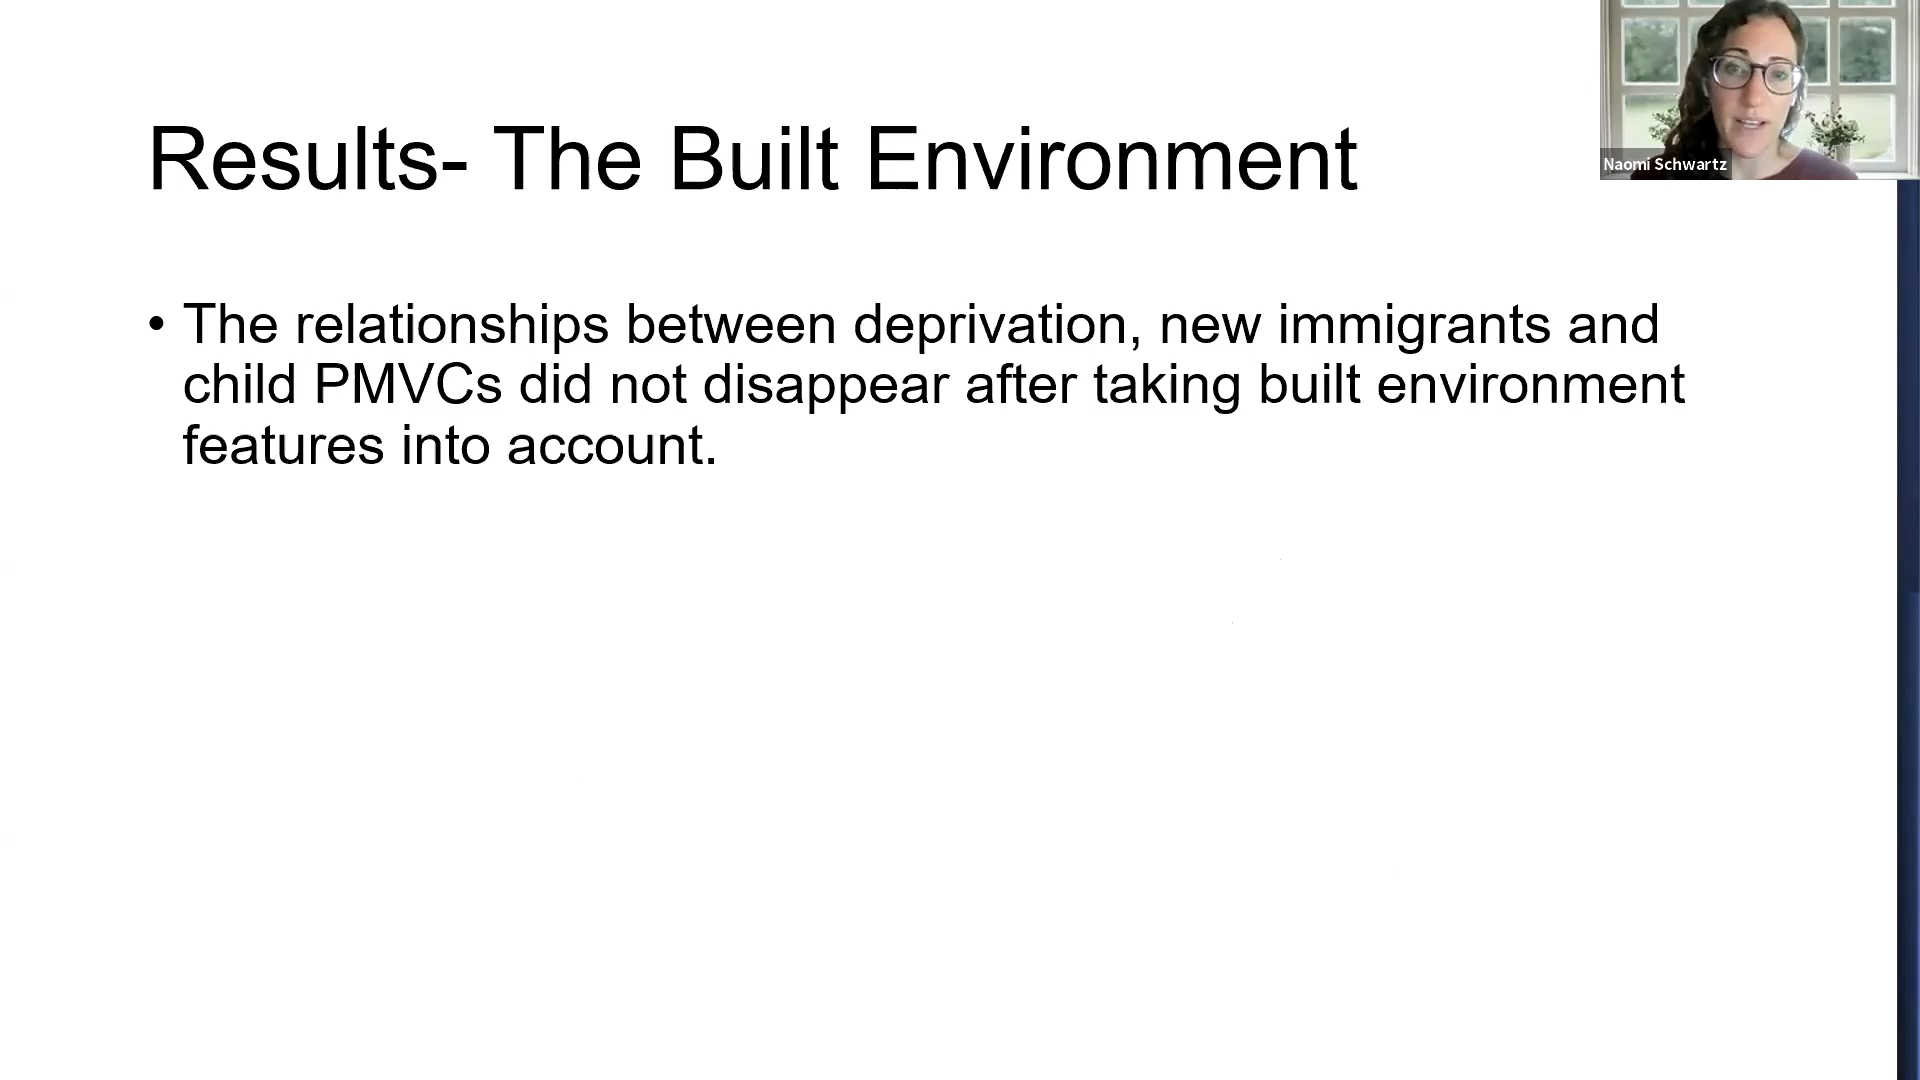 Results- The Built Environment
Naomi Schwartz
• The relationships between deprivation, new immigrants and
child PMVCs did not disappear after taking built environment
features into account.